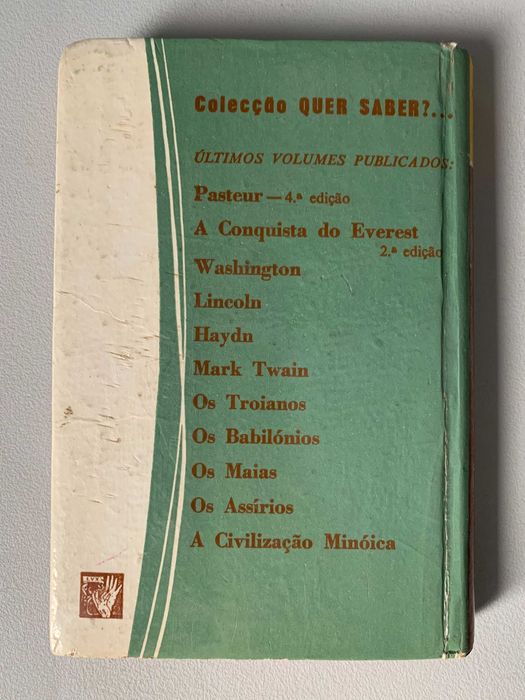 Colecção QUER SABER?...
ÚLTIMOS VOLUMES PUBLICADOS:
Pasteur — 4.ª edição
A Conquista do Everest
2.ª edição
Washington
Lincoln
Haydn
Mark Twain
Os Troianos
Os Babilónios
Os Maias
Os Assírios
A Civilização Minóica